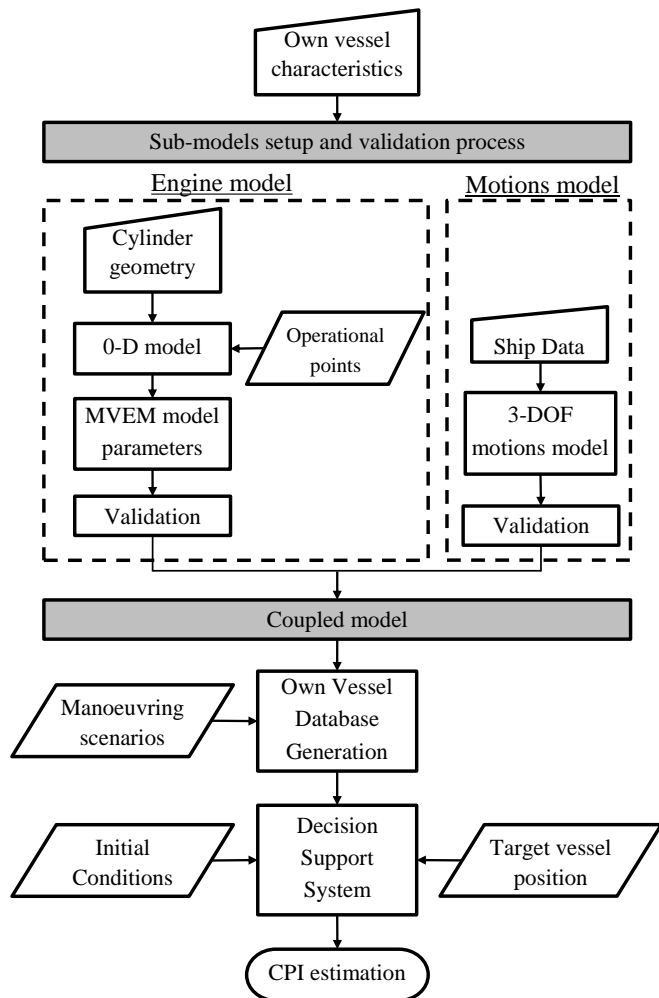 Own vessel
characteristics
Sub-models setup and validation process
Engine model
Motions model
Cylinder
geometry
0-D model
Operational
points
MVEM model
parameters
Validation
Ship Data
3-DOF
motions model
Validation
Coupled model
Manoeuvring
scenarios
Own Vessel
Database
Generation
Initial
Conditions
Decision
Support
System
Target vessel
position
CPI estimation